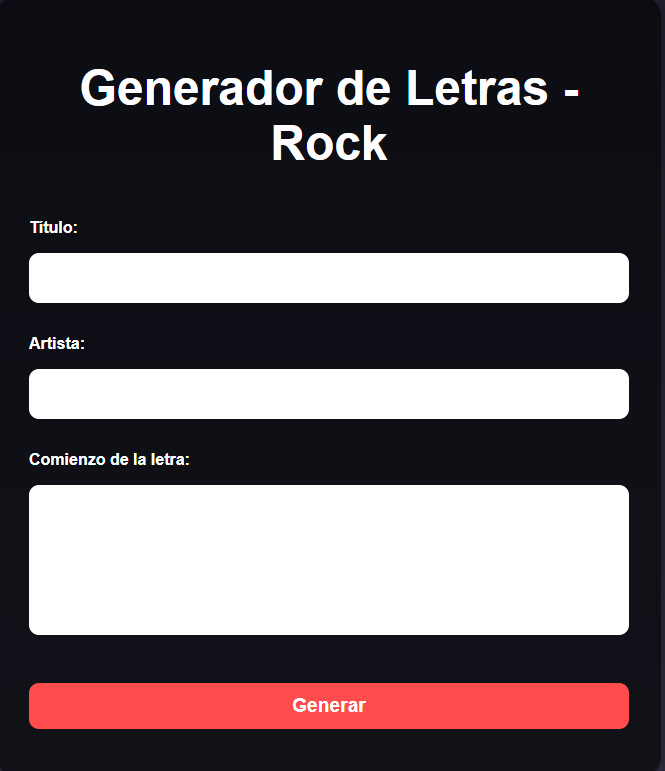 Generador de Letras -
Rock
Título:
Artista:
Comienzo de la letra:
Generar